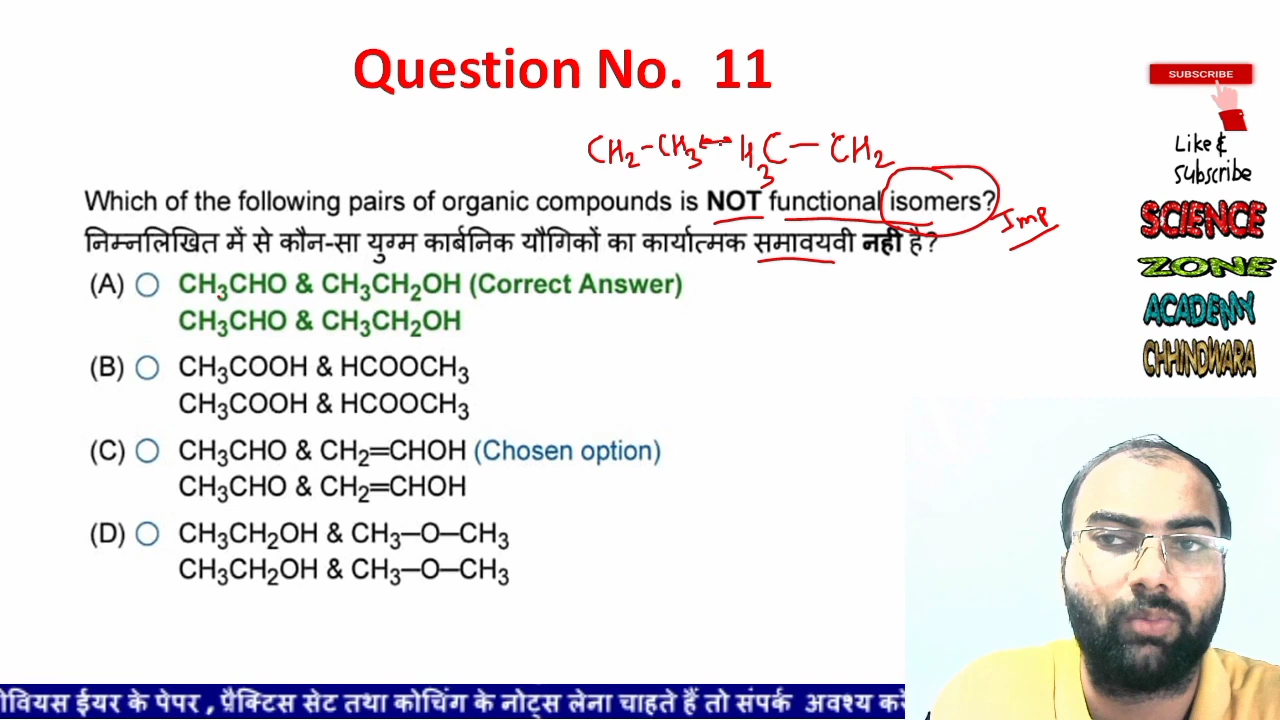 Question No. 11
SUBSCRIBE
Like &
Subscribe
CH₂-CH₃↔H₃C—CH₂
Which of the following pairs of organic compounds is NOT functional isomers?
Imp
निम्नलिखित में से कौन-सा युग्म कार्बनिक यौगिकों का कार्यात्मक समावयवी नहीं है?
SCIENCE
ZONE
ACADEMY
CHHINDWARA
(A) CH₃CHO & CH₃CH₂OH (Correct Answer)
CH₃CHO & CH₃CH₂OH
(B) CH₃COOH & HCOOCH₃
CH₃COOH & HCOOCH₃
(C) CH₃CHO & CH₂=CHOH (Chosen option)
CH₃CHO & CH₂=CHOH
(D) CH₃CH₂OH & CH₃–O–CH₃
CH₃CH₂OH & CH₃–O–CH₃
वियस ईयर के पेपर , प्रैक्टिस सेट तथा कोचिंग के नोट्स लेना चाहते हैं तो संपर्क अवश्य करें